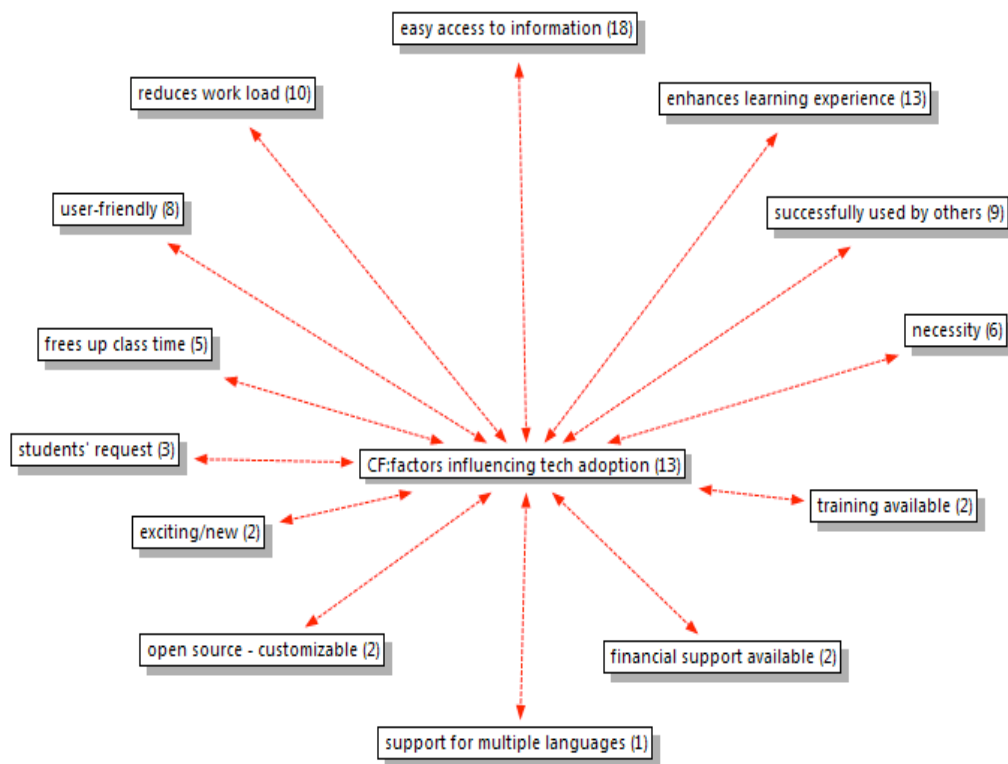 easy access to information (18)
reduces work load (10)
enhances learning experience (13)
user-friendly (8)
successfully used by others (9)
frees up class time (5)
necessity (6)
students' request (3)
CF:factors influencing tech adoption (13)
exciting/new (2)
training available (2)
open source - customizable (2)
financial support available (2)
support for multiple languages (1)